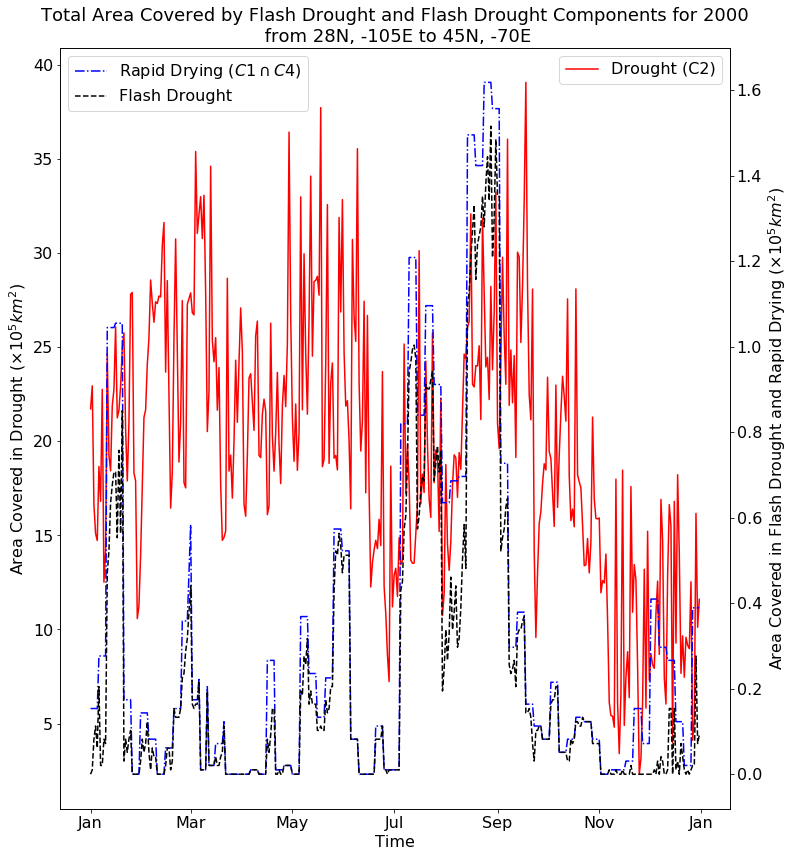 Total Area Covered by Flash Drought and Flash Drought Components for 2000
from 28N, -105E to 45N, -70E
Rapid Drying (C1 ∩ C4)
Flash Drought
Drought (C2)
Area Covered in Drought (×10⁵km²)
40
35
30
25
20
15
10
5
Area Covered in Flash Drought and Rapid Drying (×10⁵km²)
1.6
1.4
1.2
1.0
0.8
0.6
0.4
0.2
0.0
Jan Mar May Jul Sep Nov Jan
Time